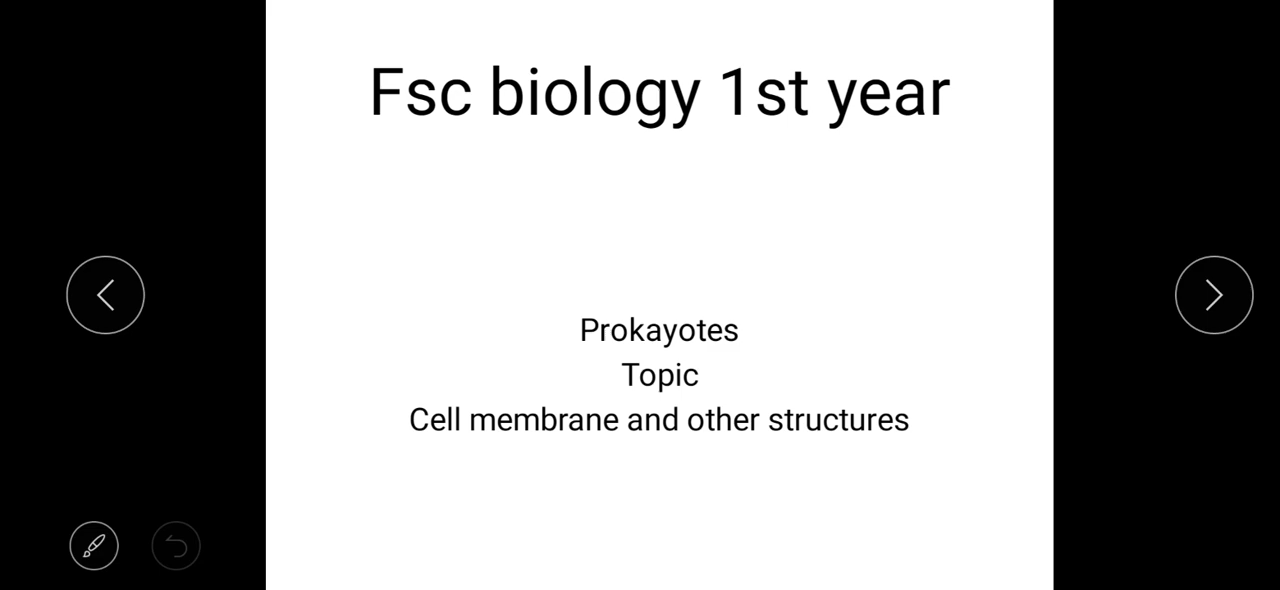 Fsc biology 1st year
Prokayotes
Topic
Cell membrane and other structures